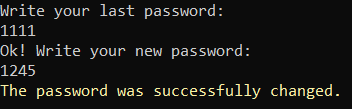 Write your last password:
1111
Ok! Write your new password:
1245
The password was successfully changed.